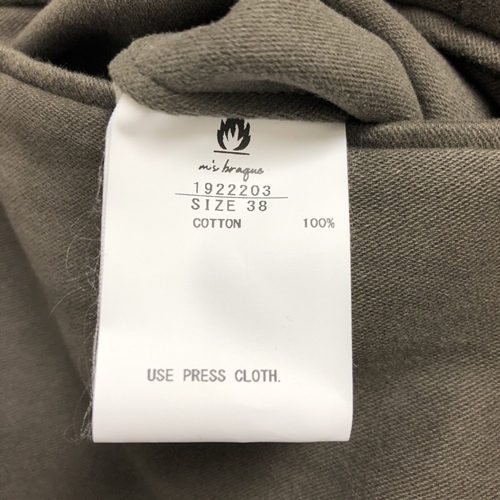 m's braque
1922203
SIZE 38
COTTON 100%
USE PRESS CLOTH.